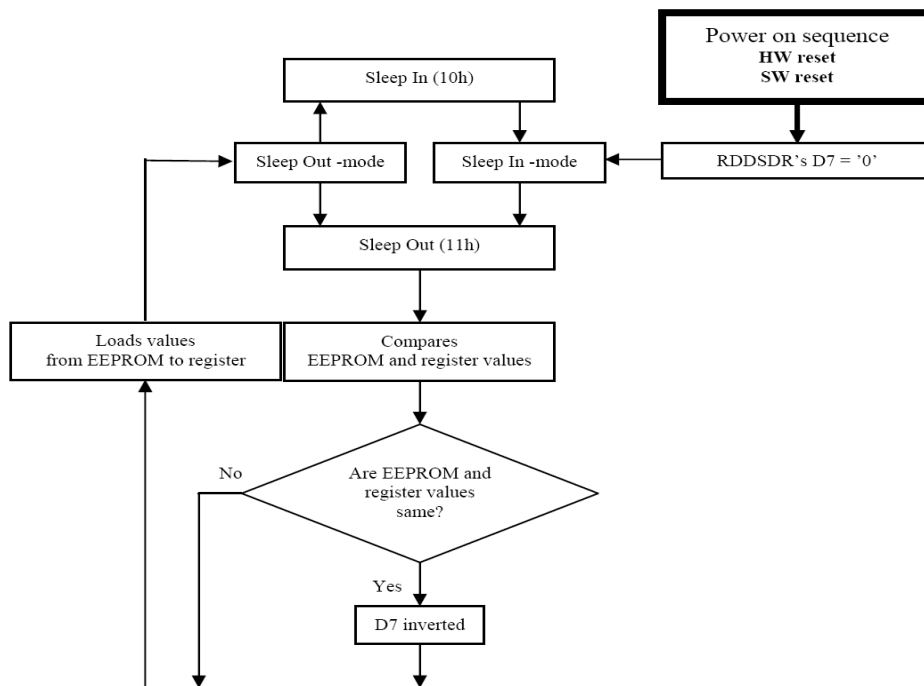 Power on sequence
HW reset
SW reset
Sleep In (10h)
Sleep Out -mode
Sleep In -mode
RDDSDR's D7 = '0'
Sleep Out (11h)
Loads values
from EEPROM to register
Compares
EEPROM and register values
No
Are EEPROM and
register values
same?
Yes
D7 inverted